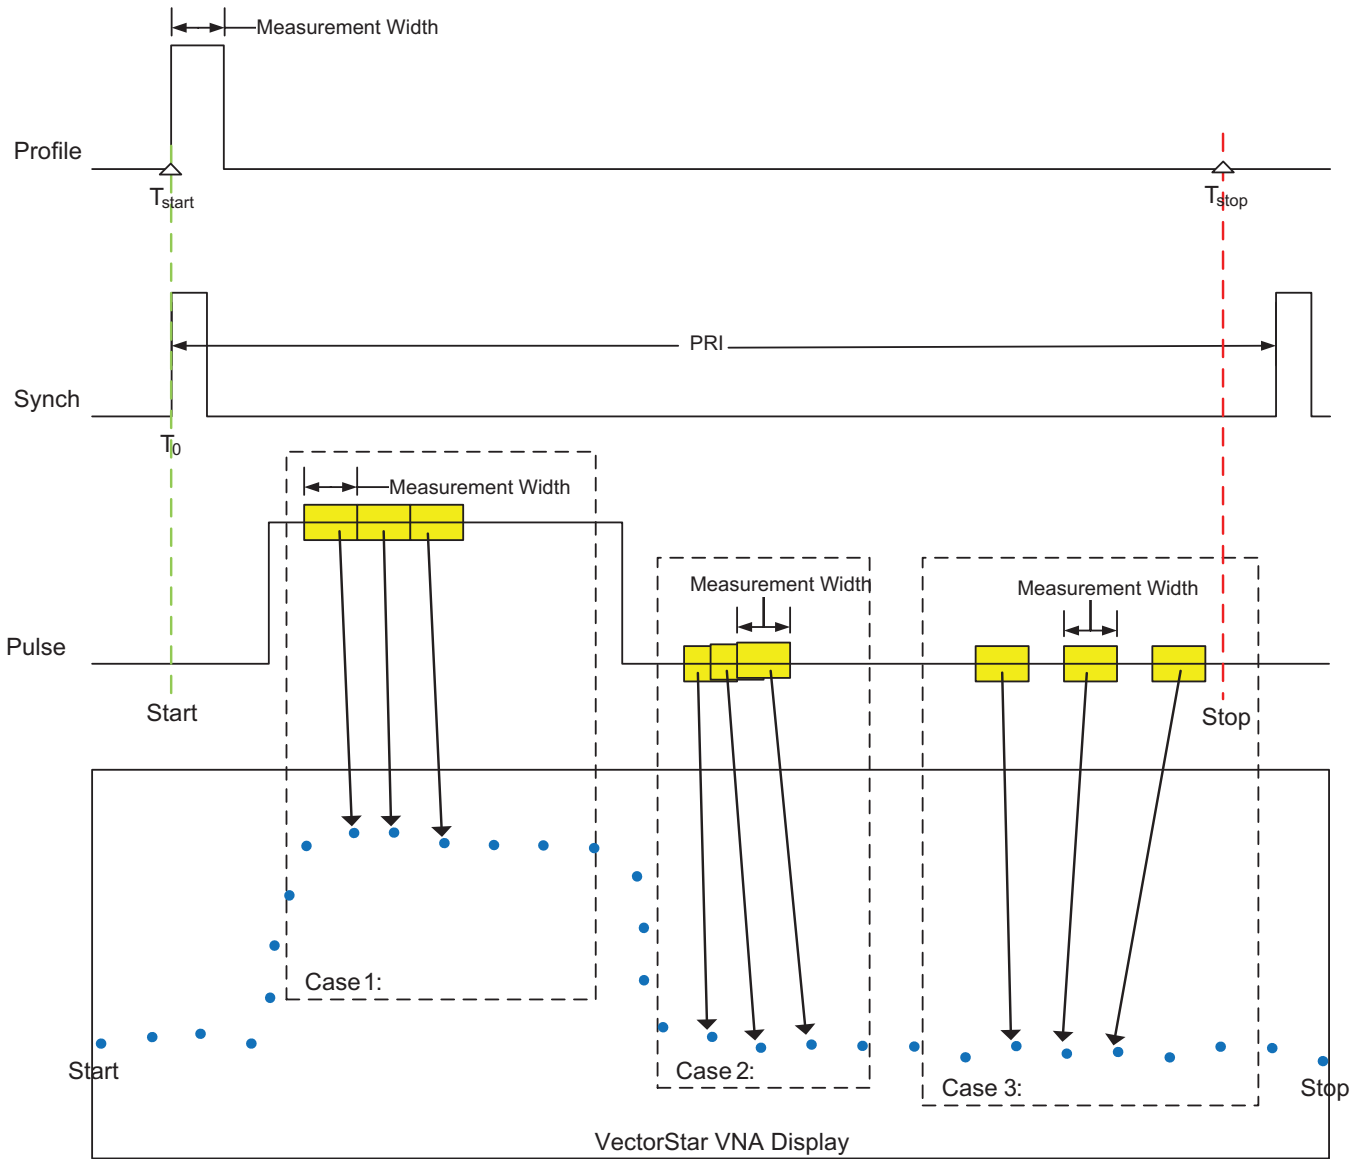 Measurement Width
Profile
Tstart
Tstop
PRI
Synch
T0
Measurement Width
Measurement Width
Measurement Width
Pulse
Start
Stop
Case 1:
Start
Case 2:
Case 3:
Stop
VectorStar VNA Display